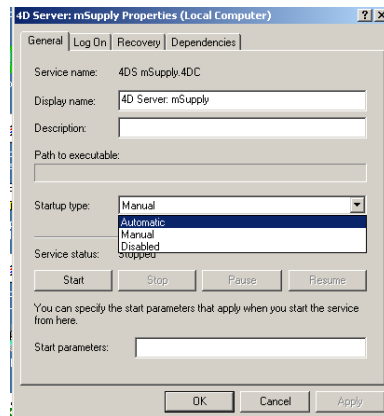 4D Server: mSupply Properties (Local Computer)
General Log On Recovery Dependencies
Service name: 4DS mSupply.4DC
Display name: 4D Server: mSupply
Description:
Path to executable:
Startup type: Manual
Automatic
Manual
Disabled
Service status: Stopped
Start Stop Pause Resume
You can specify the start parameters that apply when you start the service
from here.
Start parameters:
OK Cancel Apply